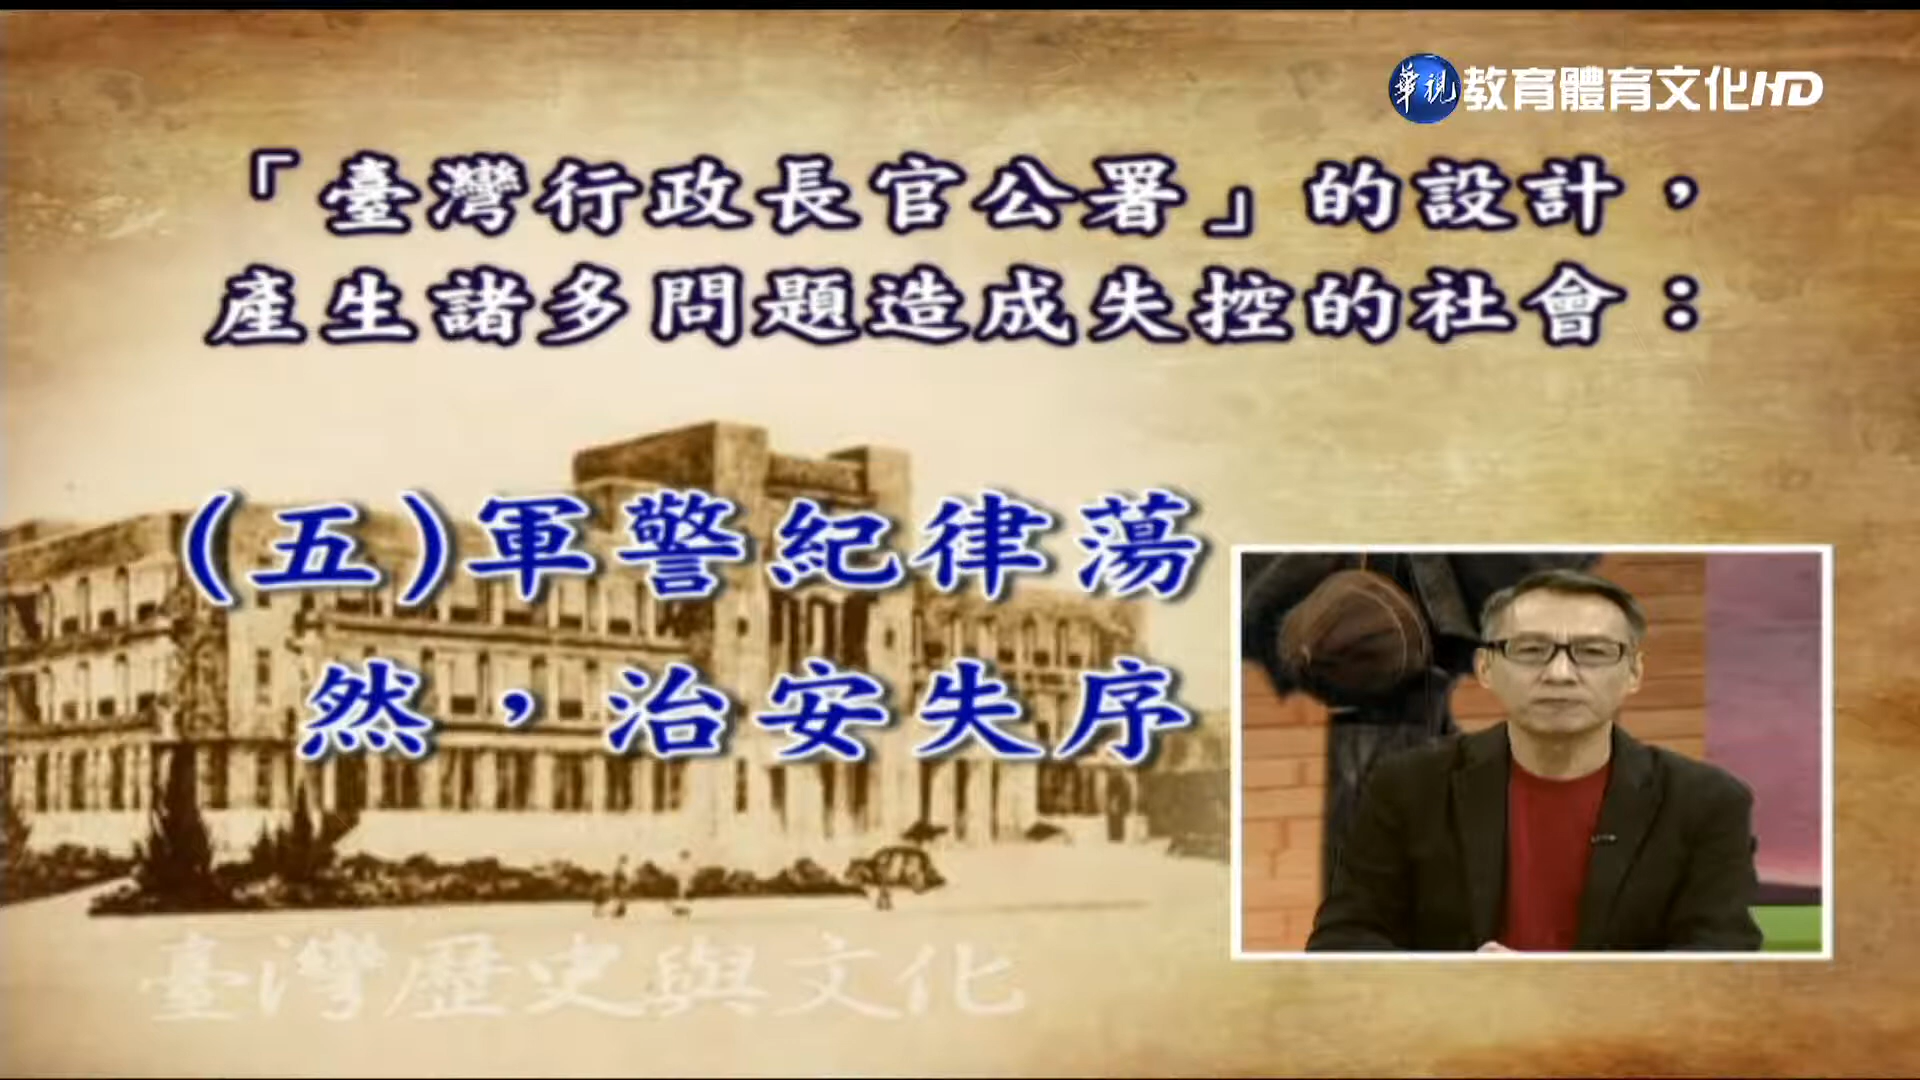 華視 教育體育文化HD
「臺灣行政長官公署」的設計，
產生諸多問題造成失控的社會：
(五)軍警紀律蕩
然，治安失序
臺灣歷史與文化